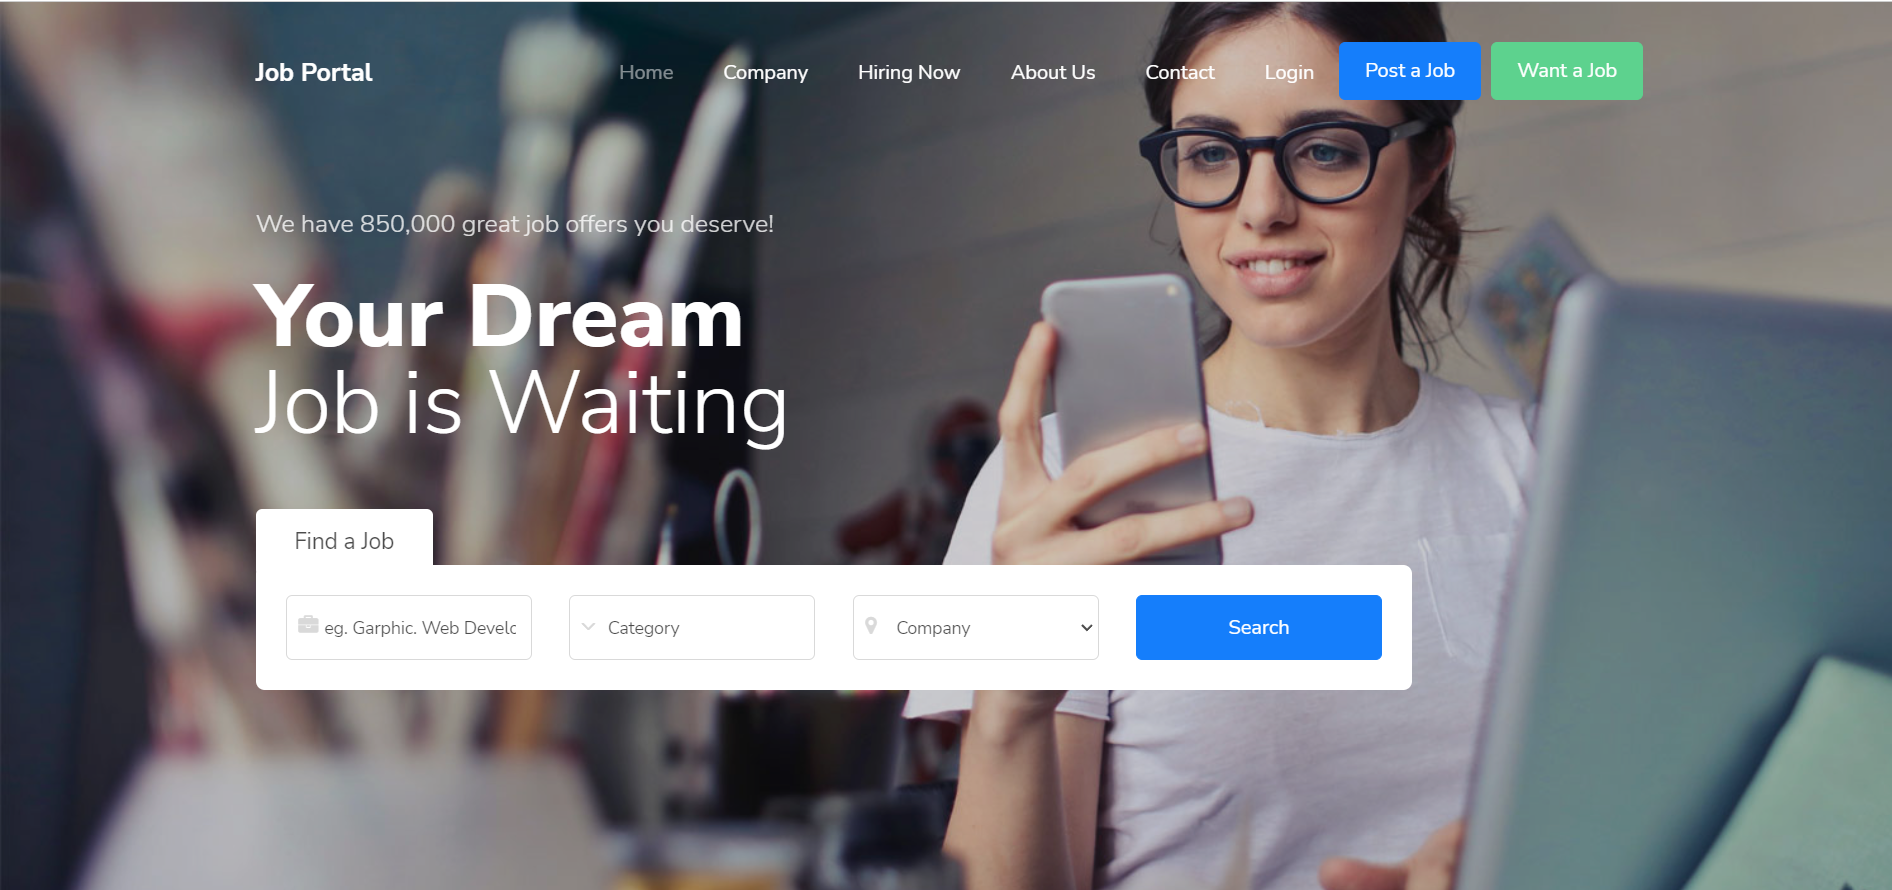 Job Portal
Home
Company
Hiring Now
About Us
Contact
Login
Post a Job
Want a Job
We have 850,000 great job offers you deserve!
Your Dream
Job is Waiting
Find a Job
eg. Garphic. Web Develo
Category
Company
Search